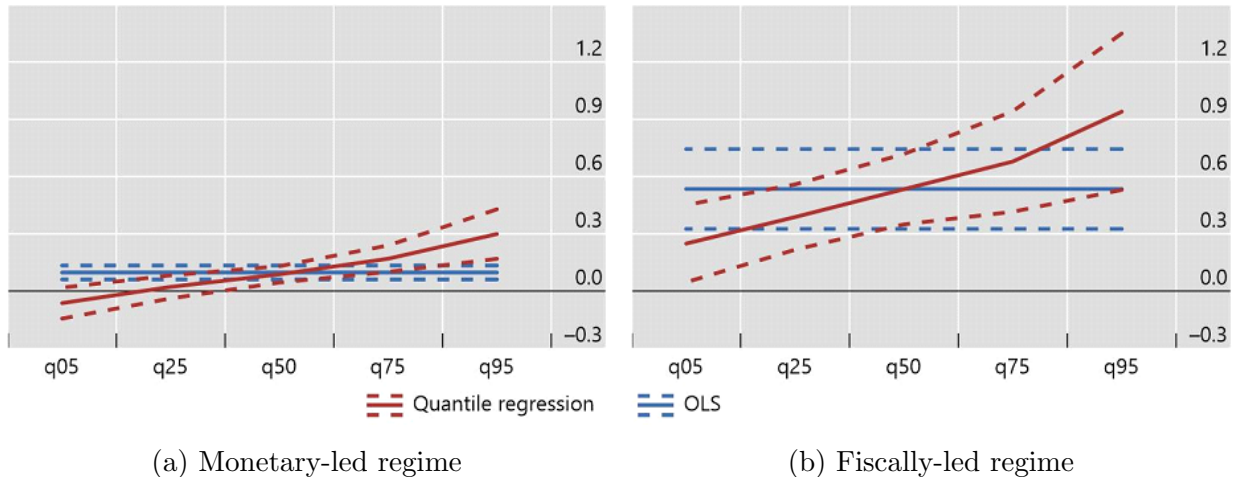 1.2
0.9
0.6
0.3
0.0
−0.3
q05 q25 q50 q75 q95
1.2
0.9
0.6
0.3
0.0
−0.3
q05 q25 q50 q75 q95
Quantile regression OLS
(a) Monetary-led regime
(b) Fiscally-led regime